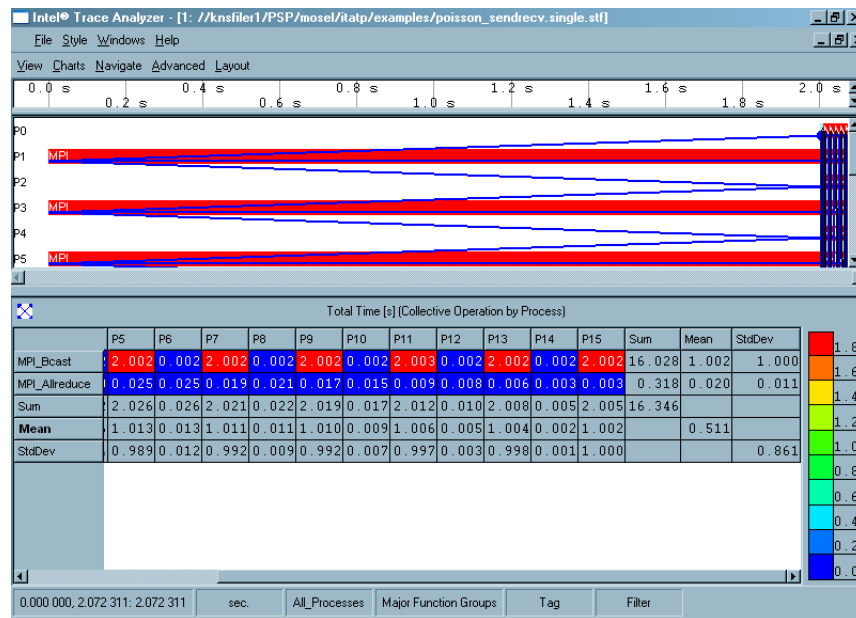 Intel® Trace Analyzer - [1: //knsfiler1/PSP/mosel/itatp/examples/poisson_sendrecv.single.stf]
File Style Windows Help
View Charts Navigate Advanced Layout
0.0 s 0.4 s 0.8 s 1.2 s 1.6 s 2.0 s
0.2 s 0.6 s 1.0 s 1.4 s 1.8 s
P0
P1 MPI
P2
P3 MPI
P4
P5 MPI
Total Time [s] (Collective Operation by Process)
P5 P6 P7 P8 P9 P10 P11 P12 P13 P14 P15 Sum Mean StdDev
MPI_Bcast 2.002 0.002 2.002 0.002 2.002 0.002 2.003 0.002 2.002 0.002 2.002 16.028 1.002 1.000
MPI_Allreduce 0.025 0.025 0.019 0.021 0.017 0.015 0.009 0.008 0.006 0.003 0.003 0.318 0.020 0.011
Sum 2.026 0.026 2.021 0.022 2.019 0.017 2.012 0.010 2.008 0.005 2.005 16.346
Mean 1.013 0.013 1.011 0.011 1.010 0.009 1.006 0.005 1.004 0.002 1.002 0.511
StdDev 0.989 0.012 0.992 0.009 0.992 0.007 0.997 0.003 0.998 0.001 1.000 0.861
1.8
1.6
1.4
1.2
1.0
0.8
0.6
0.4
0.2
0.0
0.000 000, 2.072 311: 2.072 311 sec. All_Processes Major Function Groups Tag Filter